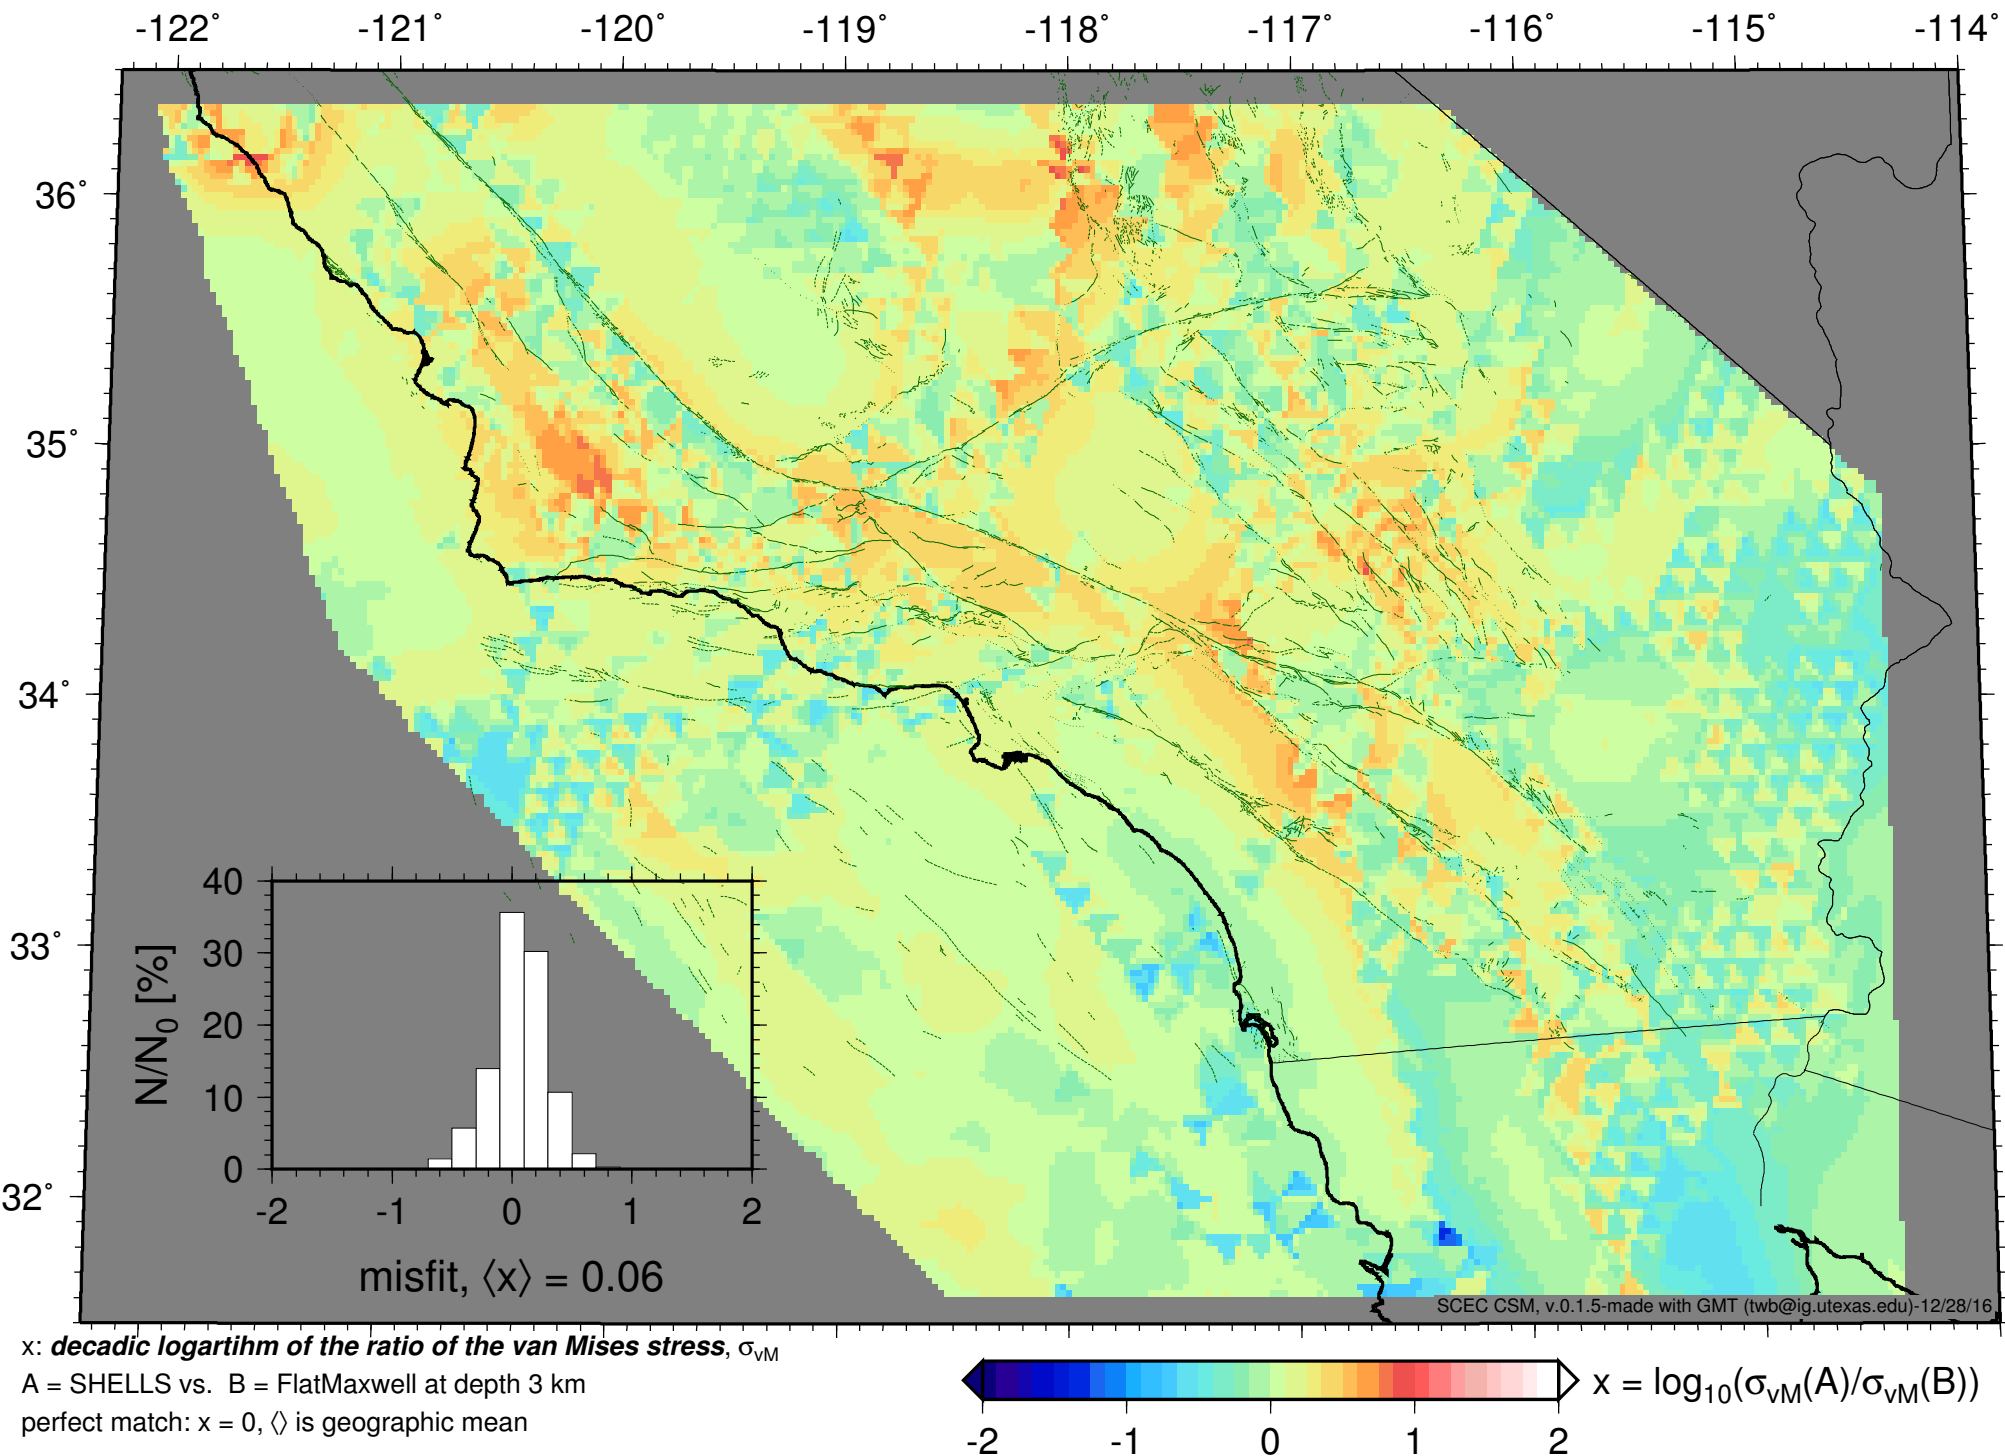 -122° -121° -120° -119° -118° -117° -116° -115° -114°
36°
35°
34°
33°
32°
40
30
20
10
0
N/N0 [%]
-2 -1 0 1 2
misfit, ⟨x⟩ = 0.06
SCEC CSM, v.0.1.5-made with GMT (twb@ig.utexas.edu)-12/28/16
x: decadic logartihm of the ratio of the van Mises stress, σvM
A = SHELLS vs. B = FlatMaxwell at depth 3 km
perfect match: x = 0, ⟨⟩ is geographic mean
x = log10(σvM(A)/σvM(B))
-2 -1 0 1 2